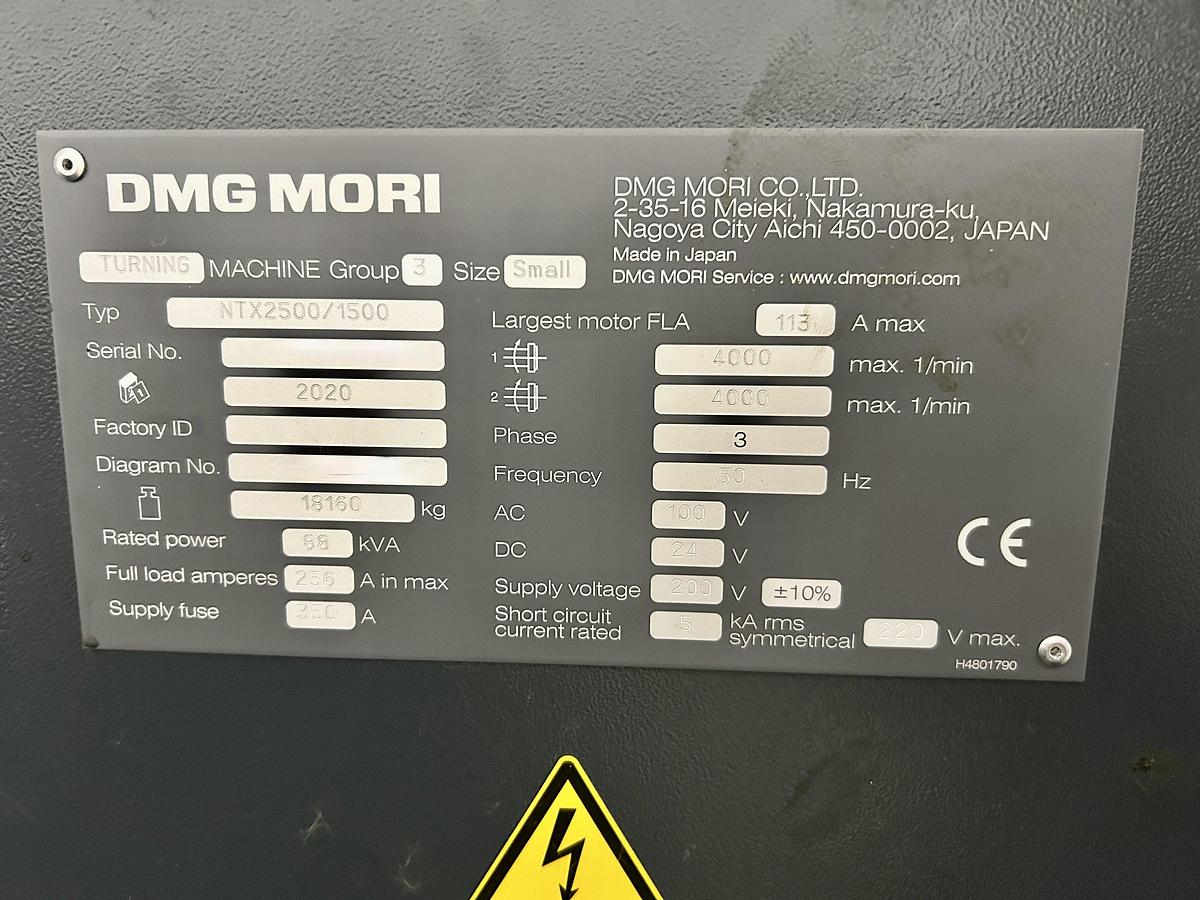 DMG MORI
DMG MORI CO.,LTD.
2-35-16 Meieki, Nakamura-ku,
Nagoya City Aichi 450-0002, JAPAN
Made in Japan
DMG MORI Service : www.dmgmori.com
TURNING MACHINE Group 3 Size Small
Typ NTX2500/1500
Serial No.
2020
Factory ID
Diagram No.
18160 kg
Rated power 88 kVA
Full load amperes 256 A in max
Supply fuse 350 A
Largest motor FLA 113 A max
1 4000 max. 1/min
2 4000 max. 1/min
Phase 3
Frequency 50 Hz
AC 100 V
DC 24 V
Supply voltage 200 V ±10%
Short circuit
current rated 5 kA rms
symmetrical 220 V max.
CE
H4801790